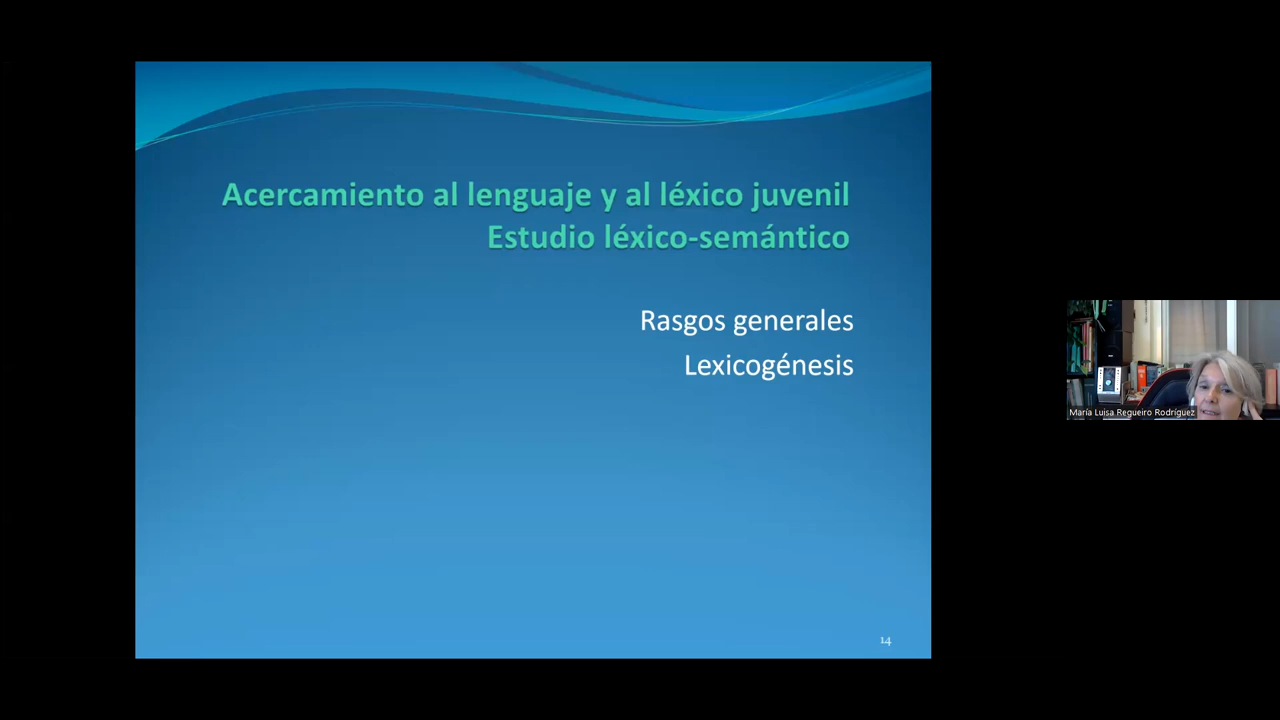 Acercamiento al lenguaje y al léxico juvenil
Estudio léxico-semántico
Rasgos generales
Lexicogénesis
María Luisa Regueiro Rodríguez
14